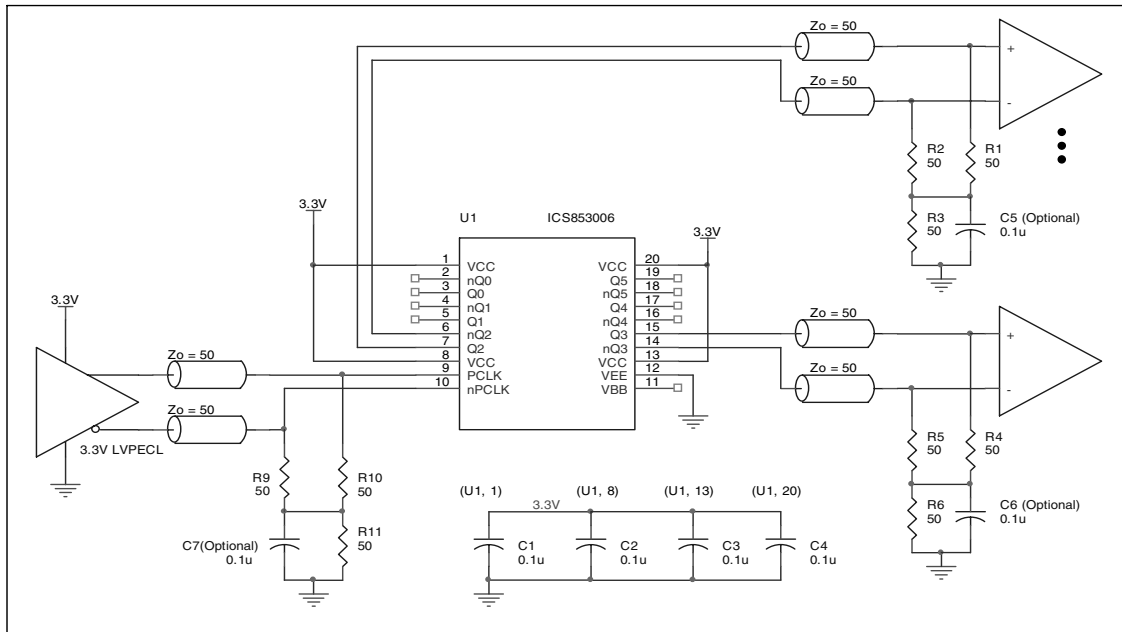 Zo = 50
+
Zo = 50
-
R2
50
R1
50
3.3V
U1
ICS853006
R3
50
C5 (Optional)
0.1u
3.3V
1
VCC
2
nQ0
3
Q0
4
nQ1
5
Q1
6
nQ2
7
Q2
8
VCC
9
PCLK
10
nPCLK
20
VCC
19
Q5
18
nQ5
17
Q4
16
nQ4
15
Q3
14
nQ3
13
VCC
12
VEE
11
VBB
3.3V
Zo = 50
Zo = 50
3.3V LVPECL
Zo = 50
+
Zo = 50
-
R5
50
R4
50
R6
50
C6 (Optional)
0.1u
R9
50
R10
50
C7(Optional)
0.1u
R11
50
(U1, 1)
(U1, 8)
(U1, 13)
(U1, 20)
3.3V
C1
0.1u
C2
0.1u
C3
0.1u
C4
0.1u